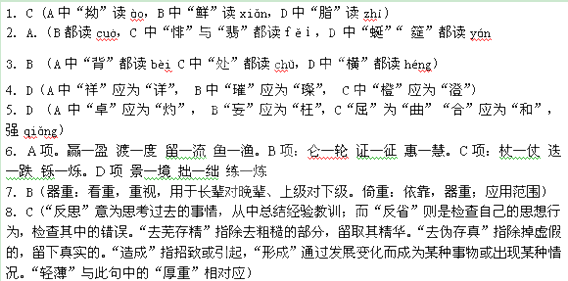 1．C（A 中“拗”读 ào，B 中“鲜”读 xiǎn，D 中“脂”读 zhī）
2．A．（B都读 cuò，C 中“悱”与“翡”都读 fěi，D 中“蜒”“ 筵”都读 yán
3．B （A中“背”都读 bèi C 中“处”都读 chù，D 中“横”都读 héng）
4．D（A 中“祥”应为“详”， B中“璀”应为“璨”， C 中“橙”应为“澄”）
5．D （A 中“卓”应为“灼”， B“妄”应为“枉”，C“屈”为“曲”“合”应为“和”，
强 qiǎng）
6． A 项。赢一盈 渡一度 留一流 鱼一渔。B 项：仑一轮 证一征 惠一慧。C 项：杖一仗 迭
一跌 铄一烁。D 项 景一境 拙一绌 练一炼
7．B（器重：看重，重视，用于长辈对晚辈、上级对下级。倚重：依靠，器重；应用范围）
8．C（“反思”意为思考过去的事情，从中总结经验教训；而“反省”则是检查自己的思想行
为，检查其中的错误。“去芜存精”指除去粗糙的部分，留取其精华。“去伪存真”指除掉虚假
的，留下真实的。“造成”指招致或引起，“形成”通过发展变化而成为某种事物或出现某种情
况。“轻薄”与此句中的“厚重”相对应）